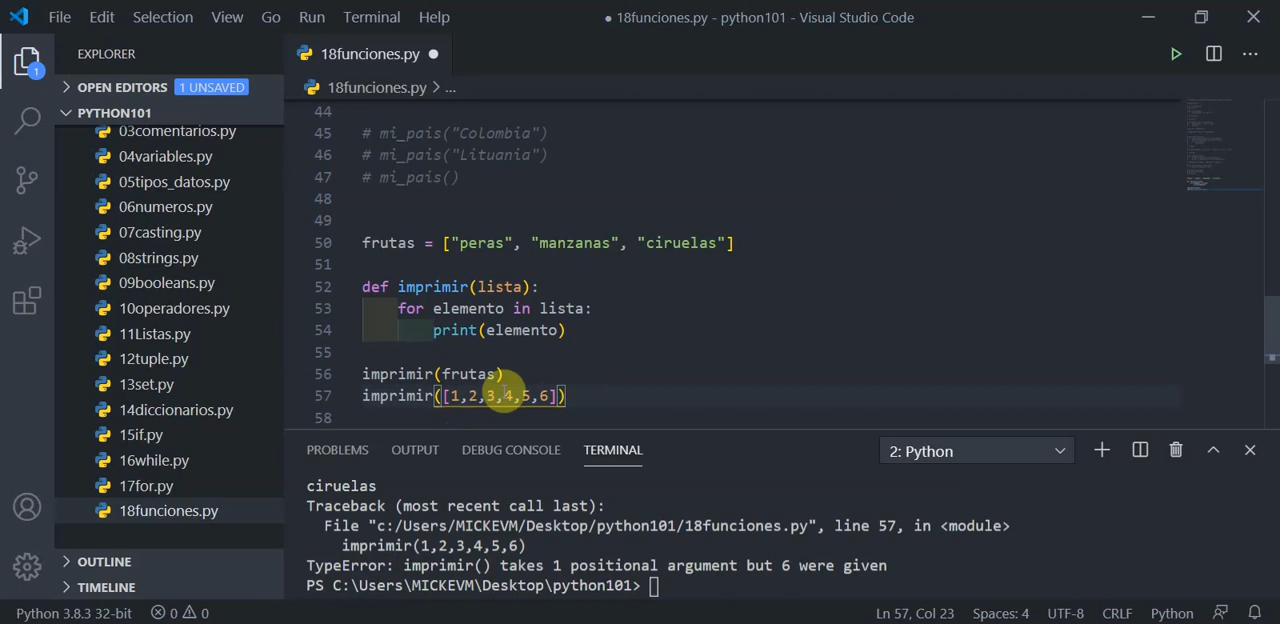 File Edit Selection View Go Run Terminal Help
● 18funciones.py - python101 - Visual Studio Code
EXPLORER
18funciones.py
OPEN EDITORS 1 UNSAVED
18funciones.py > ...
PYTHON101
03comentarios.py
04variables.py
05tipos_datos.py
06numeros.py
07casting.py
08strings.py
09booleans.py
10operadores.py
11Listas.py
12tuple.py
13set.py
14diccionarios.py
15if.py
16while.py
17for.py
18funciones.py
OUTLINE
TIMELINE
1
44
45 # mi_pais("Colombia")
46 # mi_pais("Lituania")
47 # mi_pais()
48
49
50 frutas = ["peras", "manzanas", "ciruelas"]
51
52 def imprimir(lista):
53 for elemento in lista:
54 print(elemento)
55
56 imprimir(frutas)
57 imprimir([1,2,3,4,5,6])
58
PROBLEMS OUTPUT DEBUG CONSOLE TERMINAL 2: Python
ciruelas
Traceback (most recent call last):
File "c:/Users/MICKEVM/Desktop/python101/18funciones.py", line 57, in <module>
imprimir(1,2,3,4,5,6)
TypeError: imprimir() takes 1 positional argument but 6 were given
PS C:\Users\MICKEVM\Desktop\python101>
Python 3.8.3 32-bit 0 0 Ln 57, Col 23 Spaces: 4 UTF-8 CRLF Python